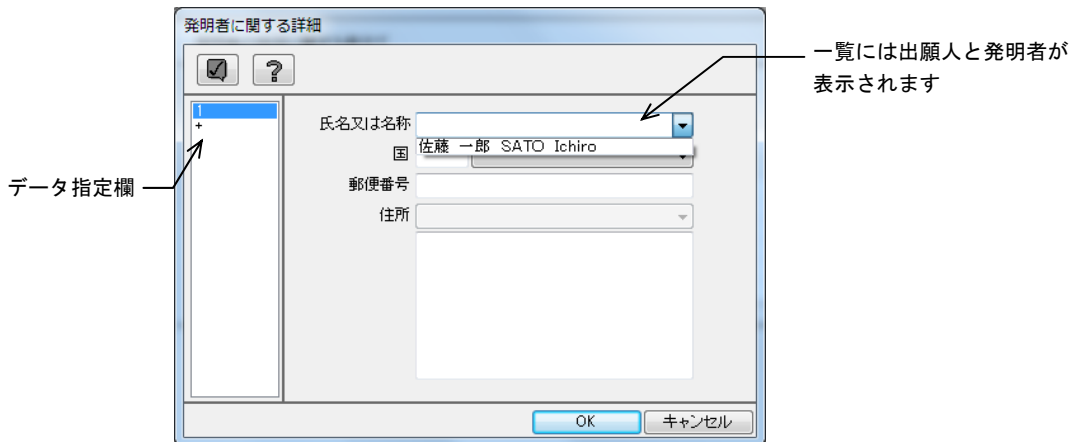 発明者に関する詳細
一覧には出願人と発明者が
表示されます
1
+
氏名又は名称
佐藤 一郎 SATO Ichiro
国
データ指定欄
郵便番号
住所
OK
キャンセル